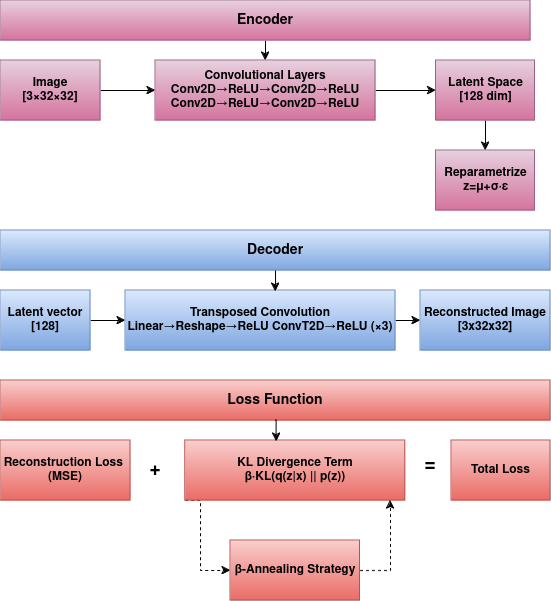 Encoder
Image
[3×32×32]
Convolutional Layers
Conv2D→ReLU→Conv2D→ReLU
Conv2D→ReLU→Conv2D→ReLU
Latent Space
[128 dim]
Reparametrize
z=μ+σ·ε
Decoder
Latent vector
[128]
Transposed Convolution
Linear→Reshape→ReLU ConvT2D→ReLU (×3)
Reconstructed Image
[3x32x32]
Loss Function
Reconstruction Loss
(MSE)
+
KL Divergence Term
β·KL(q(z|x) || p(z))
=
Total Loss
β-Annealing Strategy